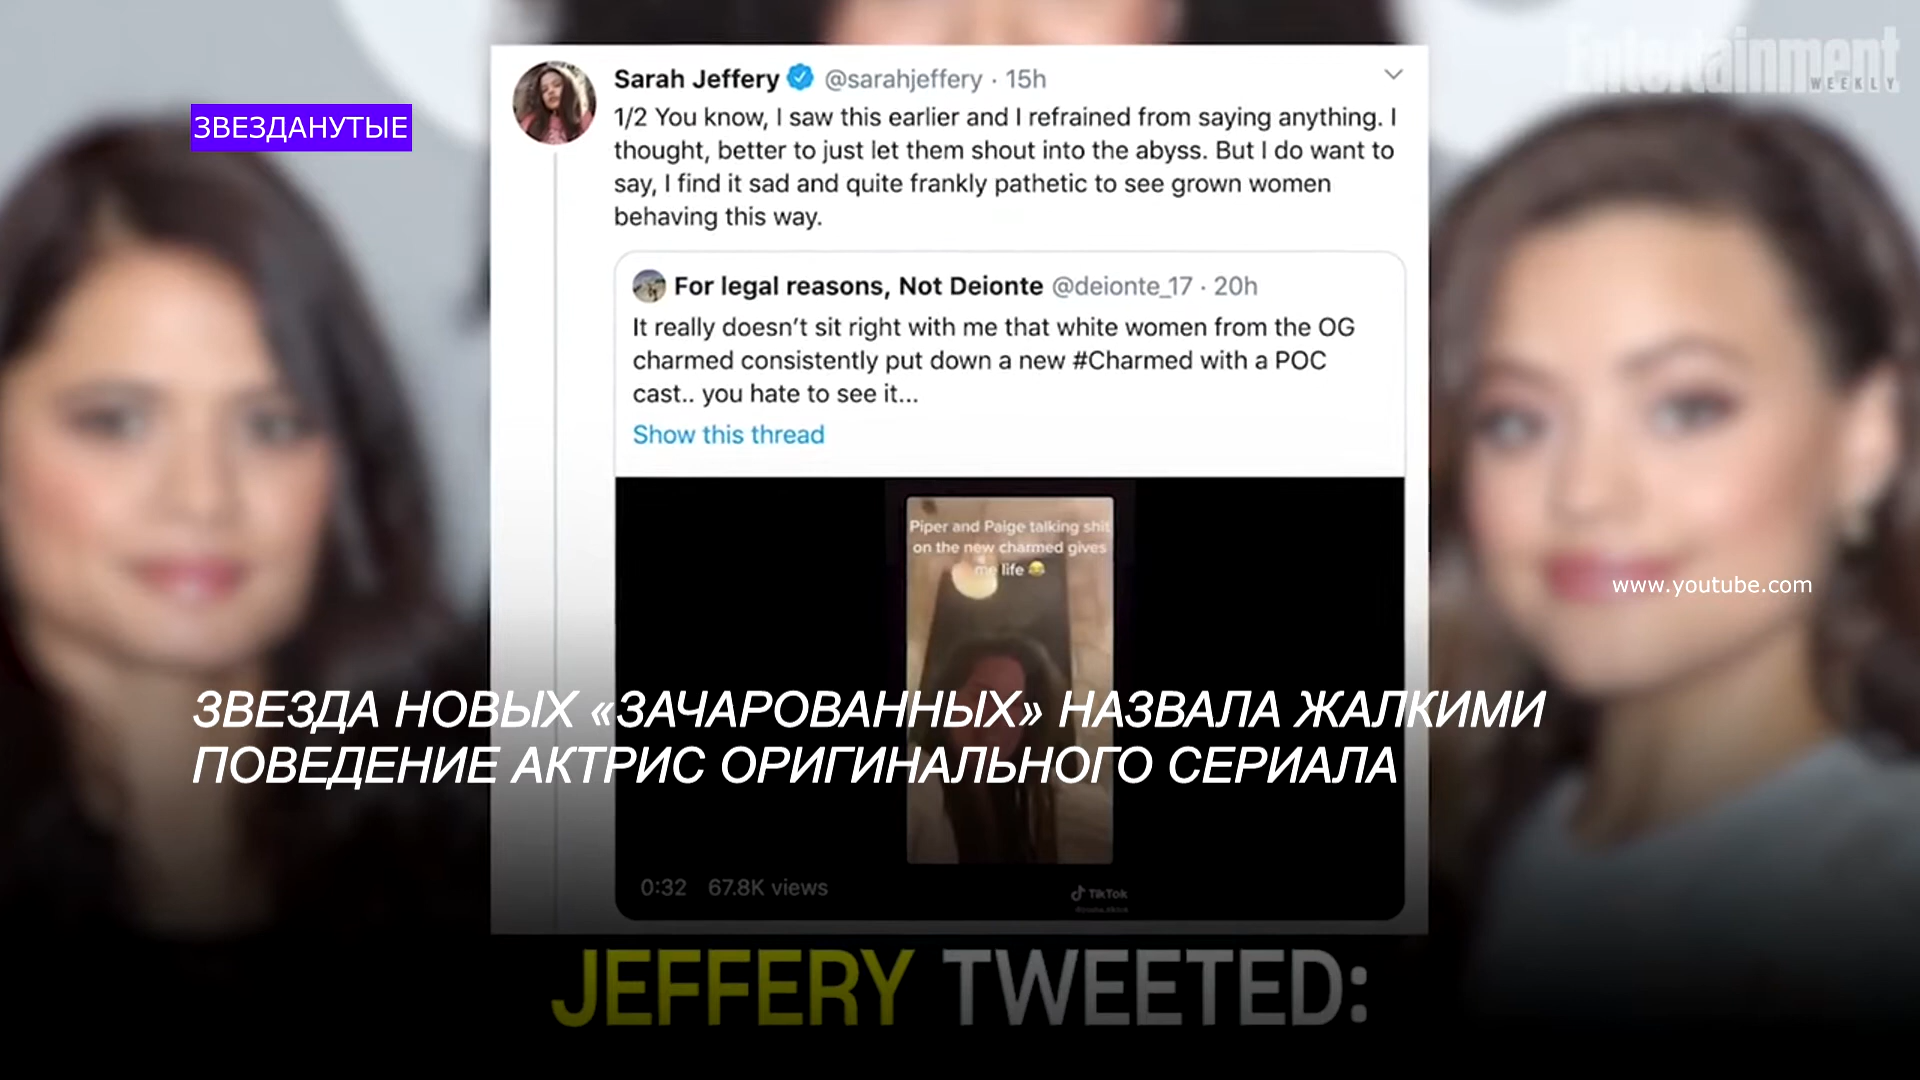 Entertainment
WEEKLY
ЗВЕЗДАНУТЫЕ
Sarah Jeffery @sarahjeffery · 15h
1/2 You know, I saw this earlier and I refrained from saying anything. I
thought, better to just let them shout into the abyss. But I do want to
say, I find it sad and quite frankly pathetic to see grown women
behaving this way.
For legal reasons, Not Deionte @deionte_17 · 20h
It really doesn’t sit right with me that white women from the OG
charmed consistently put down a new #Charmed with a POC
cast.. you hate to see it...
Show this thread
Piper and Paige talking shit
on the new charmed gives
me life 😂
www.youtube.com
ЗВЕЗДА НОВЫХ «ЗАЧАРОВАННЫХ» НАЗВАЛА ЖАЛКИМИ
ПОВЕДЕНИЕ АКТРИС ОРИГИНАЛЬНОГО СЕРИАЛА
0:32 67.8K views
TikTok
JEFFERY TWEETED: